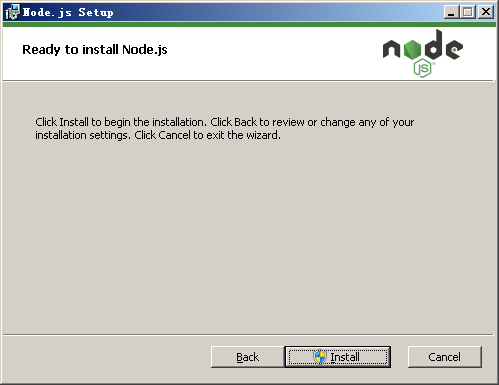 Node.js Setup
Ready to install Node.js
node
JS
Click Install to begin the installation. Click Back to review or change any of your
installation settings. Click Cancel to exit the wizard.
Back
Install
Cancel